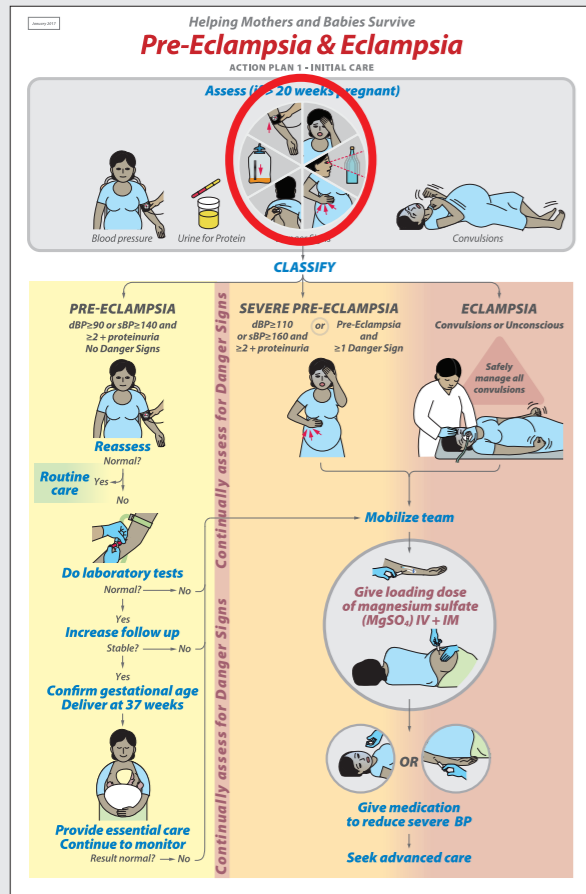 January 2017
Helping Mothers and Babies Survive
Pre-Eclampsia & Eclampsia
ACTION PLAN 1 - INITIAL CARE
Assess (if > 20 weeks pregnant)
Blood pressure
Urine for Protein
Convulsions
CLASSIFY
PRE-ECLAMPSIA
dBP≥90 or sBP≥140 and
≥2 + proteinuria
No Danger Signs
Reassess
Normal?
Routine
care
Yes
No
Do laboratory tests
Normal? No
Yes
Increase follow up
Stable? No
Yes
Confirm gestational age
Deliver at 37 weeks
Provide essential care
Continue to monitor
Result normal? No
Continually assess for Danger Signs
Continually assess for Danger Signs
SEVERE PRE-ECLAMPSIA
dBP≥110
or sBP≥160 and
≥2 + proteinuria
or
Pre-Eclampsia
and
≥1 Danger Sign
ECLAMPSIA
Convulsions or Unconscious
Safely
manage all
convulsions
Mobilize team
Give loading dose
of magnesium sulfate
(MgSO₄) IV + IM
OR
Give medication
to reduce severe BP
Seek advanced care